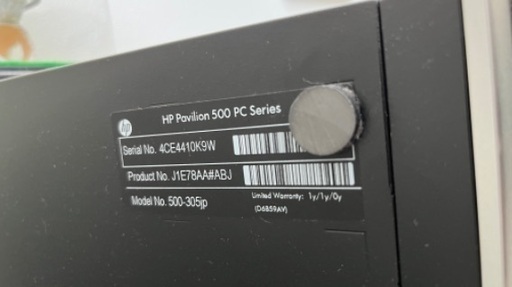 hp
HP Pavilion 500 PC Series
Serial No. 4CE4410K9W
Product No. J1E78AA#ABJ
Model No. 500-305jp
Limited Warranty: 1y/1y/0y
(D6B59AV)